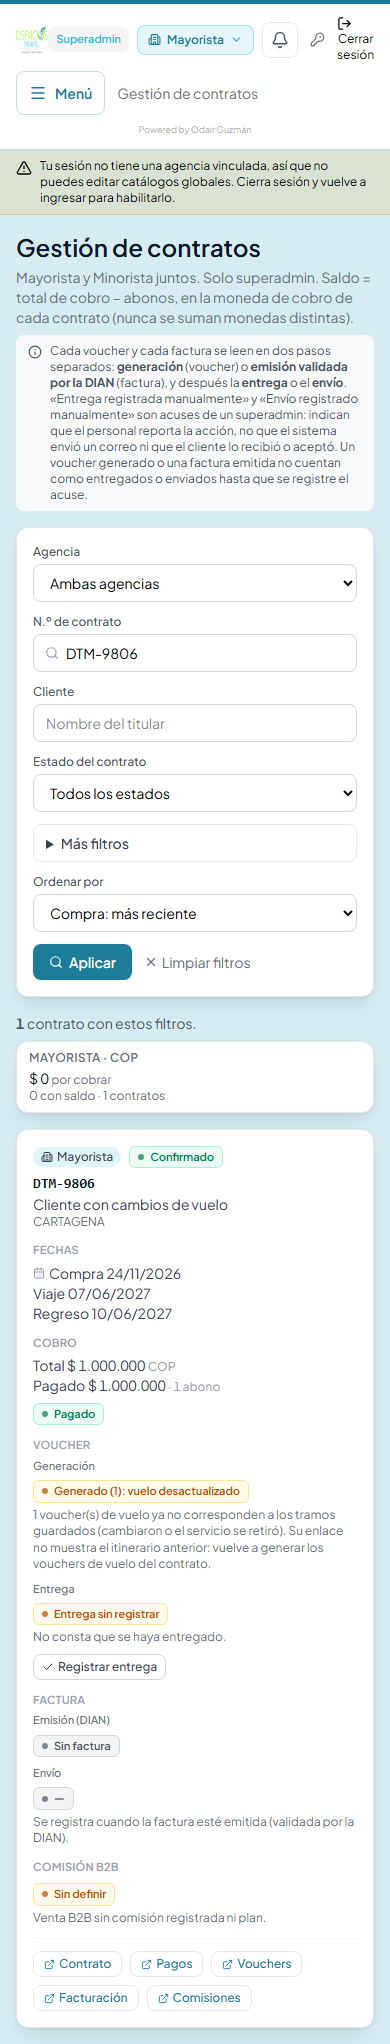 DSPACIOS
TRAVEL
Superadmin
Mayorista
Cerrar
sesión
Menú
Gestión de contratos
Powered by Odair Guzmán
Tu sesión no tiene una agencia vinculada, así que no
puedes editar catálogos globales. Cierra sesión y vuelve a
ingresar para habilitarlo.
Gestión de contratos
Mayorista y Minorista juntos. Solo superadmin. Saldo =
total de cobro − abonos, en la moneda de cobro de
cada contrato (nunca se suman monedas distintas).
Cada voucher y cada factura se leen en dos pasos
separados: generación (voucher) o emisión validada
por la DIAN (factura), y después la entrega o el envío.
«Entrega registrada manualmente» y «Envío registrado
manualmente» son acuses de un superadmin: indican
que el personal reporta la acción, no que el sistema
envió un correo ni que el cliente lo recibió o aceptó. Un
voucher generado o una factura emitida no cuentan
como entregados o enviados hasta que se registre el
acuse.
Agencia
Ambas agencias
N.º de contrato
DTM-9806
Cliente
Nombre del titular
Estado del contrato
Todos los estados
Más filtros
Ordenar por
Compra: más reciente
Aplicar
Limpiar filtros
1 contrato con estos filtros.
MAYORISTA · COP
$ 0 por cobrar
0 con saldo · 1 contratos
Mayorista
Confirmado
DTM-9806
Cliente con cambios de vuelo
CARTAGENA
FECHAS
Compra 24/11/2026
Viaje 07/06/2027
Regreso 10/06/2027
COBRO
Total $ 1.000.000 COP
Pagado $ 1.000.000 · 1 abono
Pagado
VOUCHER
Generación
Generado (1): vuelo desactualizado
1 voucher(s) de vuelo ya no corresponden a los tramos
guardados (cambiaron o el servicio se retiró). Su enlace
no muestra el itinerario anterior: vuelve a generar los
vouchers de vuelo del contrato.
Entrega
Entrega sin registrar
No consta que se haya entregado.
Registrar entrega
FACTURA
Emisión (DIAN)
Sin factura
Envío
—
Se registra cuando la factura esté emitida (validada por la
DIAN).
COMISIÓN B2B
Sin definir
Venta B2B sin comisión registrada ni plan.
Contrato
Pagos
Vouchers
Facturación
Comisiones